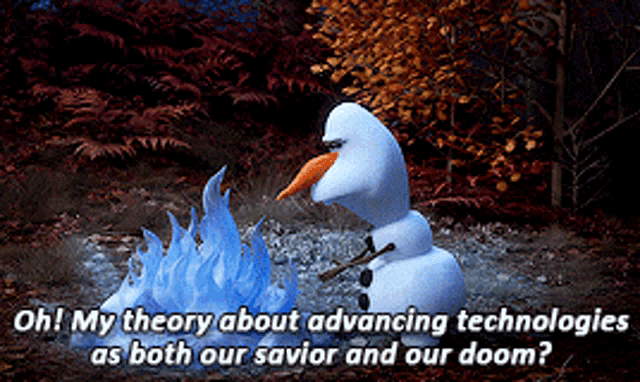 Oh! My theory about advancing technologies
as both our savior and our doom?